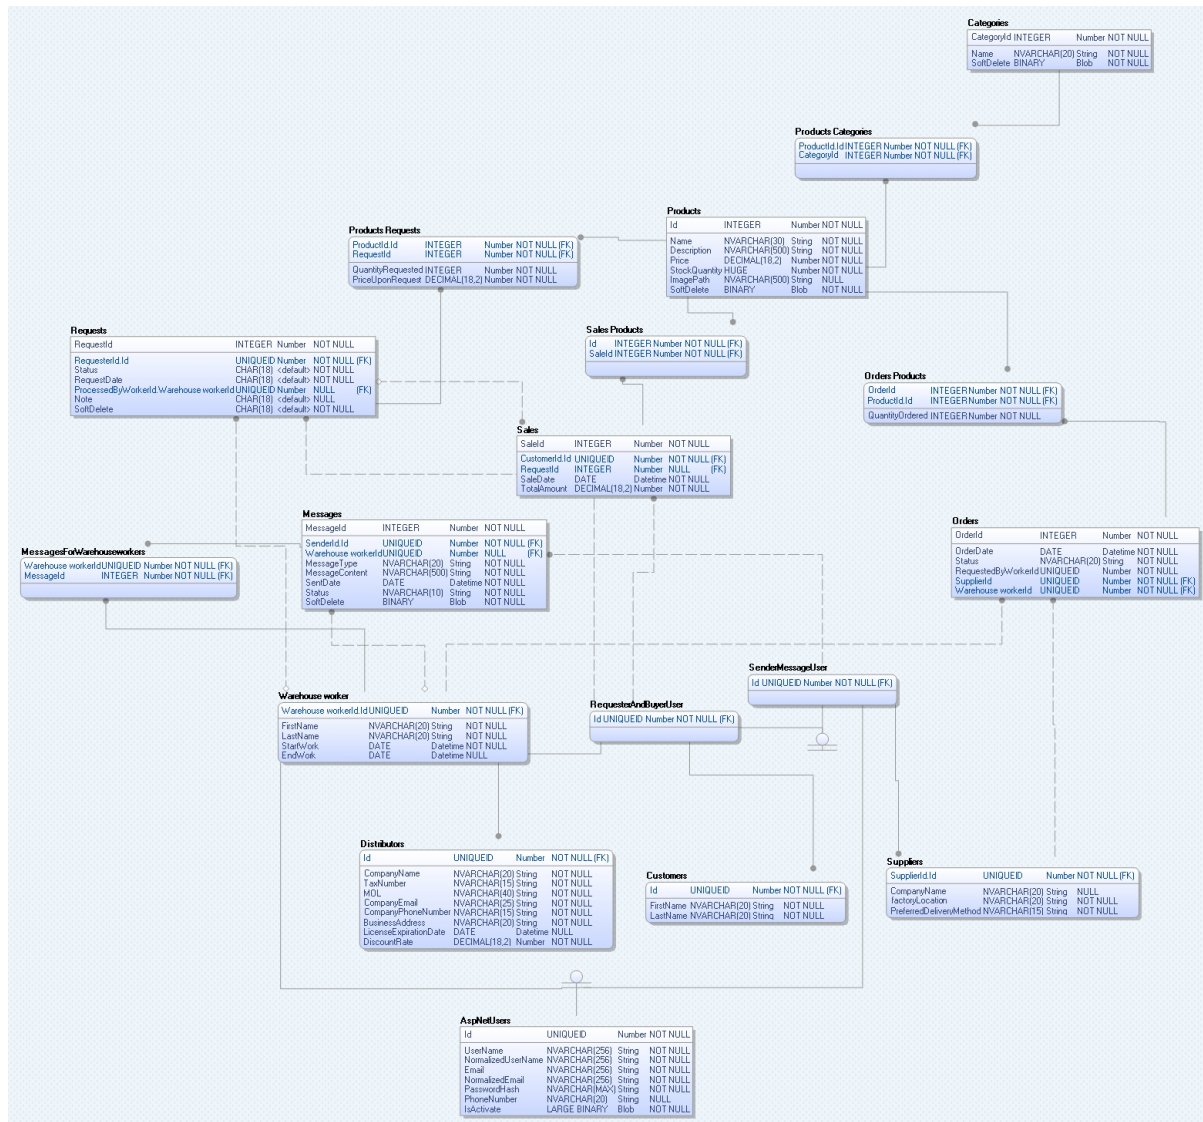 Categories
CategoryId INTEGER Number NOT NULL
Name NVARCHAR(20) String NOT NULL
SoftDelete BINARY Blob NOT NULL
Products Categories
ProductId.Id INTEGER Number NOT NULL (FK)
CategoryId INTEGER Number NOT NULL (FK)
Products
Id INTEGER Number NOT NULL
Name NVARCHAR(30) String NOT NULL
Description NVARCHAR(500) String NOT NULL
Price DECIMAL(18,2) Number NOT NULL
StockQuantity HUGE Number NOT NULL
ImagePath NVARCHAR(500) String NULL
SoftDelete BINARY Blob NOT NULL
Products Requests
ProductId.Id INTEGER Number NOT NULL (FK)
RequestId INTEGER Number NOT NULL (FK)
QuantityRequested INTEGER Number NOT NULL
PriceUponRequest DECIMAL(18,2) Number NOT NULL
Requests
RequestId INTEGER Number NOT NULL
RequesterId.Id UNIQUEID Number NOT NULL (FK)
Status CHAR(18) <default> NOT NULL
RequestDate CHAR(18) <default> NOT NULL
ProcessedByWorkerId.Warehouse workerId UNIQUEID Number NULL (FK)
Note CHAR(18) <default> NULL
SoftDelete CHAR(18) <default> NOT NULL
Sales Products
Id INTEGER Number NOT NULL (FK)
SaleId INTEGER Number NOT NULL (FK)
Orders Products
OrderId INTEGER Number NOT NULL (FK)
ProductId.Id INTEGER Number NOT NULL (FK)
QuantityOrdered INTEGER Number NOT NULL
Sales
SaleId INTEGER Number NOT NULL
CustomerId.Id UNIQUEID Number NOT NULL (FK)
RequestId INTEGER Number NULL (FK)
SaleDate DATE Datetime NOT NULL
TotalAmount DECIMAL(18,2) Number NOT NULL
Messages
MessageId INTEGER Number NOT NULL
SenderId.Id UNIQUEID Number NOT NULL (FK)
Warehouse workerId UNIQUEID Number NULL (FK)
MessageType NVARCHAR(20) String NOT NULL
MessageContent NVARCHAR(500) String NOT NULL
SentDate DATE Datetime NOT NULL
Status NVARCHAR(10) String NOT NULL
SoftDelete BINARY Blob NOT NULL
MessagesForWarehouseworkers
Warehouse workerId UNIQUEID Number NOT NULL (FK)
MessageId INTEGER Number NOT NULL (FK)
Orders
OrderId INTEGER Number NOT NULL
OrderDate DATE Datetime NOT NULL
Status NVARCHAR(20) String NOT NULL
RequestedByWorkerId UNIQUEID Number NOT NULL
SupplierId UNIQUEID Number NOT NULL (FK)
Warehouse workerId UNIQUEID Number NOT NULL (FK)
Warehouse worker
Warehouse workerId.Id UNIQUEID Number NOT NULL (FK)
FirstName NVARCHAR(20) String NOT NULL
LastName NVARCHAR(20) String NOT NULL
StartWork DATE Datetime NOT NULL
EndWork DATE Datetime NULL
RequesterAndBuyerUser
Id UNIQUEID Number NOT NULL (FK)
SenderMessageUser
Id UNIQUEID Number NOT NULL (FK)
Distributors
Id UNIQUEID Number NOT NULL (FK)
CompanyName NVARCHAR(20) String NOT NULL
TaxNumber NVARCHAR(15) String NOT NULL
MOL NVARCHAR(40) String NOT NULL
CompanyEmail NVARCHAR(25) String NOT NULL
CompanyPhoneNumber NVARCHAR(15) String NOT NULL
BusinessAddress NVARCHAR(20) String NOT NULL
LicenseExpirationDate DATE Datetime NULL
DiscountRate DECIMAL(18,2) Number NOT NULL
Customers
Id UNIQUEID Number NOT NULL (FK)
FirstName NVARCHAR(20) String NOT NULL
LastName NVARCHAR(20) String NOT NULL
Suppliers
SupplierId.Id UNIQUEID Number NOT NULL (FK)
CompanyName NVARCHAR(20) String NULL
factoryLocation NVARCHAR(20) String NOT NULL
PreferredDeliveryMethod NVARCHAR(15) String NOT NULL
AspNetUsers
Id UNIQUEID Number NOT NULL
UserName NVARCHAR(256) String NOT NULL
NormalizedUserName NVARCHAR(256) String NOT NULL
Email NVARCHAR(256) String NOT NULL
NormalizedEmail NVARCHAR(256) String NOT NULL
PasswordHash NVARCHAR(MAX) String NOT NULL
PhoneNumber NVARCHAR(20) String NULL
IsActivate LARGE BINARY Blob NOT NULL